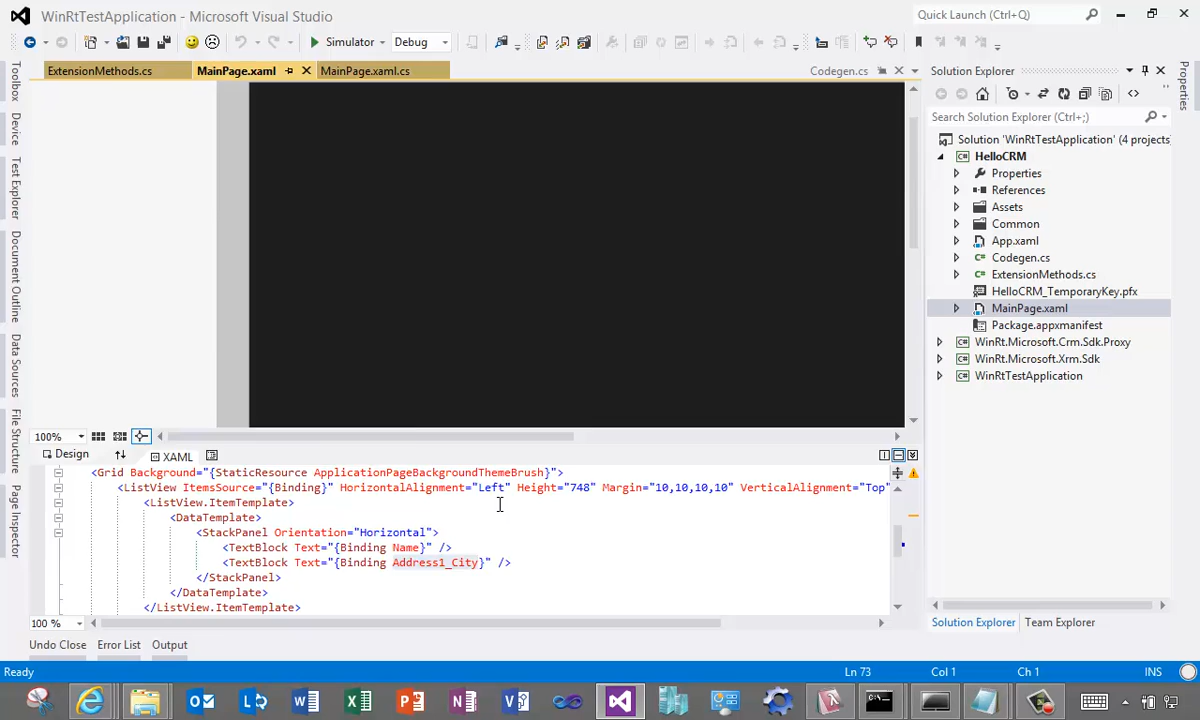 WinRtTestApplication - Microsoft Visual Studio
Quick Launch (Ctrl+Q)
Simulator
Debug
ExtensionMethods.cs
MainPage.xaml
MainPage.xaml.cs
Codegen.cs
Toolbox
Device
Test Explorer
Document Outline
Data Sources
File Structure
Page Inspector
100%
Design
XAML
<Grid Background="{StaticResource ApplicationPageBackgroundThemeBrush}">
<ListView ItemsSource="{Binding}" HorizontalAlignment="Left" Height="748" Margin="10,10,10,10" VerticalAlignment="Top"
<ListView.ItemTemplate>
<DataTemplate>
<StackPanel Orientation="Horizontal">
<TextBlock Text="{Binding Name}" />
<TextBlock Text="{Binding Address1_City}" />
</StackPanel>
</DataTemplate>
</ListView.ItemTemplate>
100 %
Undo Close
Error List
Output
Solution Explorer
Search Solution Explorer (Ctrl+;)
Solution 'WinRtTestApplication' (4 projects
HelloCRM
Properties
References
Assets
Common
App.xaml
Codegen.cs
ExtensionMethods.cs
HelloCRM_TemporaryKey.pfx
MainPage.xaml
Package.appxmanifest
WinRt.Microsoft.Crm.Sdk.Proxy
WinRt.Microsoft.Xrm.Sdk
WinRtTestApplication
Solution Explorer
Team Explorer
Properties
Ready
Ln 73
Col 1
Ch 1
INS